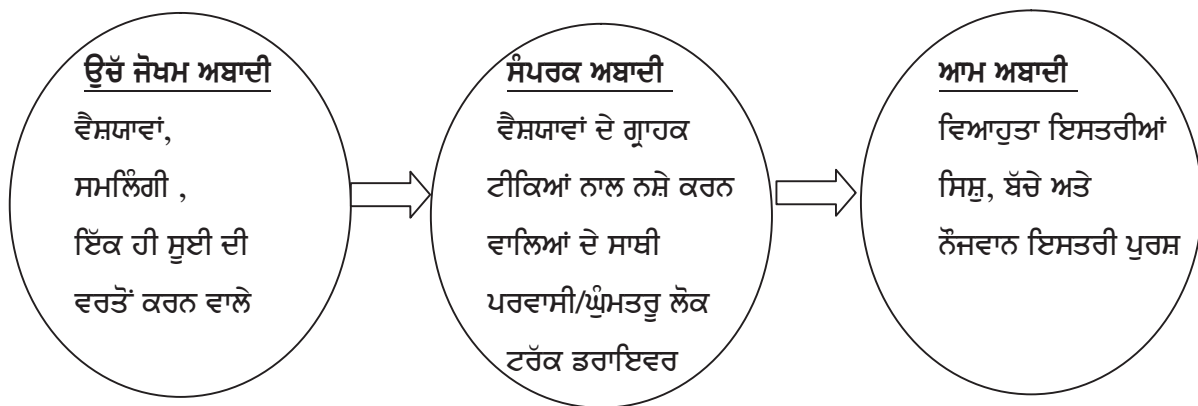 ਉਚੱ ਜੋਖਮ ਅਬਾਦੀ
ਵੈਸ਼ਯਾਵਾਂ,
ਸਮਲਿੰਗੀ ,
ਇੱਕ ਹੀ ਸੂਈ ਦੀ
ਵਰਤੋਂ ਕਰਨ ਵਾਲੇ
ਸੰਪਰਕ ਅਬਾਦੀ
ਵੈਸ਼ਯਾਵਾਂ ਦੇ ਗ੍ਰਾਹਕ
ਟੀਕਿਆਂ ਨਾਲ ਨਸ਼ੇ ਕਰਨ
ਵਾਲਿਆਂ ਦੇ ਸਾਥੀ
ਪਰਵਾਸੀ/ਘੁੰਮਤਰੂ ਲੋਕ
ਟਰੱਕ ਡਰਾਇਵਰ
ਆਮ ਅਬਾਦੀ
ਵਿਆਹੁਤਾ ਇਸਤਰੀਆਂ
ਸਿਸ਼ੂ, ਬੱਚੇ ਅਤੇ
ਨੌਜਵਾਨ ਇਸਤਰੀ ਪੁਰਸ਼